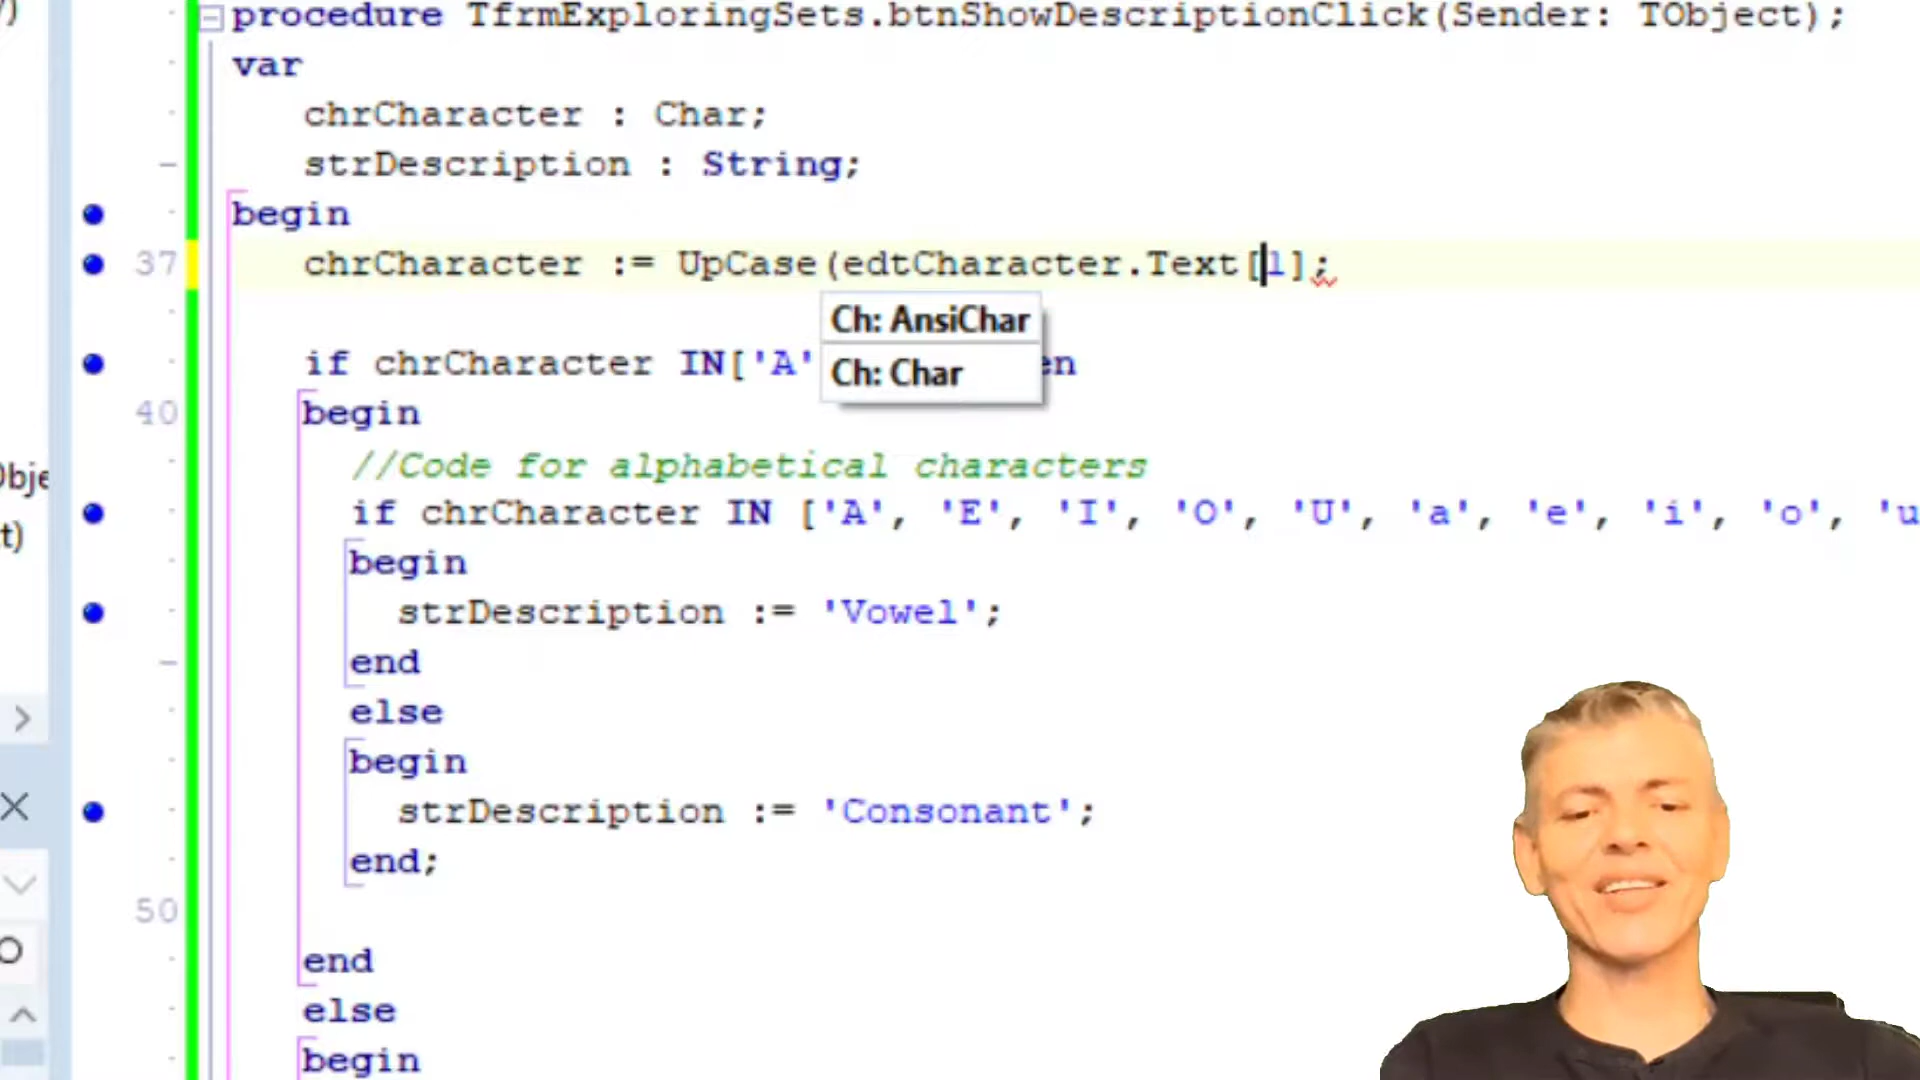 procedure TfrmExploringSets.btnShowDescriptionClick(Sender: TObject);
var
chrCharacter : Char;
strDescription : String;
begin
37 chrCharacter := UpCase(edtCharacter.Text[1];
Ch: AnsiChar
Ch: Char
if chrCharacter IN['A' en
40 begin
//Code for alphabetical characters
if chrCharacter IN ['A', 'E', 'I', 'O', 'U', 'a', 'e', 'i', 'o', 'u
begin
strDescription := 'Vowel';
end
else
begin
strDescription := 'Consonant';
end;
50
end
else
begin
Obje
t)